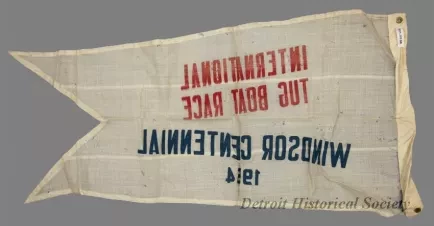 INTERNATIONAL
TUG BOAT RACE
WINDSOR CENTENNIAL
1954
Detroit Historical Society